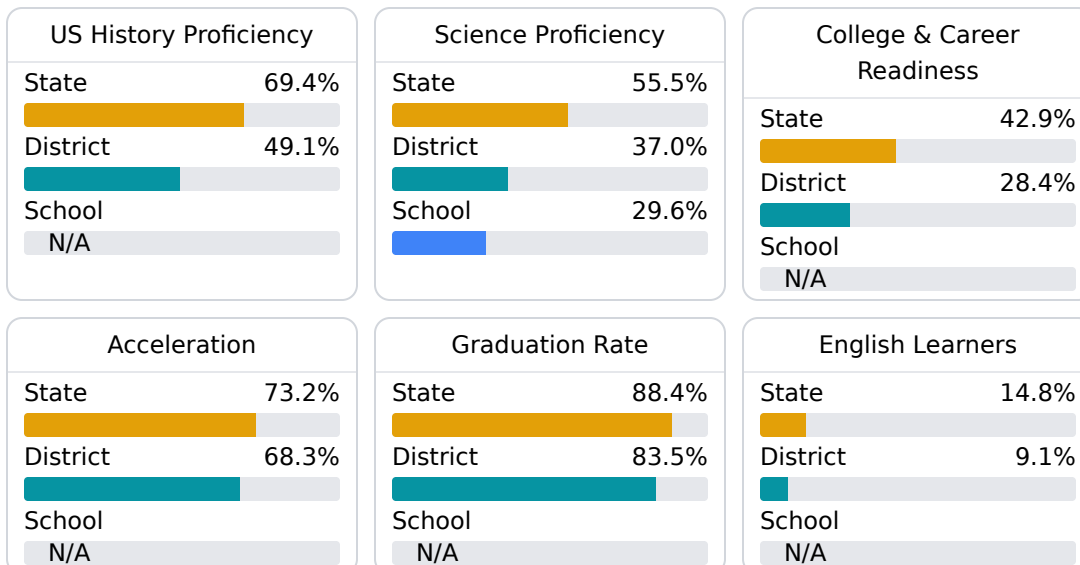 US History Proficiency
State 69.4%
District 49.1%
School
N/A
Science Proficiency
State 55.5%
District 37.0%
School 29.6%
College & Career
Readiness
State 42.9%
District 28.4%
School
N/A
Acceleration
State 73.2%
District 68.3%
School
N/A
Graduation Rate
State 88.4%
District 83.5%
School
N/A
English Learners
State 14.8%
District 9.1%
School
N/A